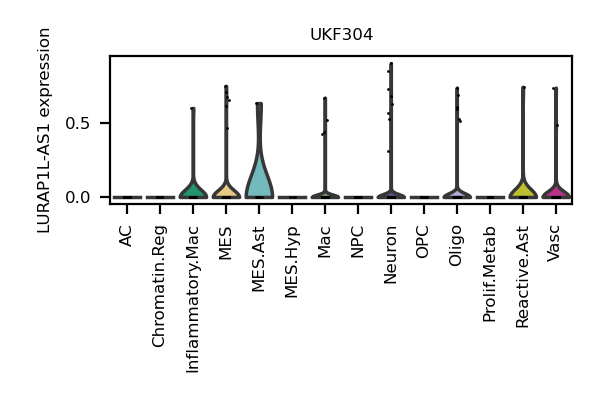 UKF304
LURAP1L-AS1 expression
0.5
0.0
AC
Chromatin.Reg
Inflammatory.Mac
MES
MES.Ast
MES.Hyp
Mac
NPC
Neuron
OPC
Oligo
Prolif.Metab
Reactive.Ast
Vasc